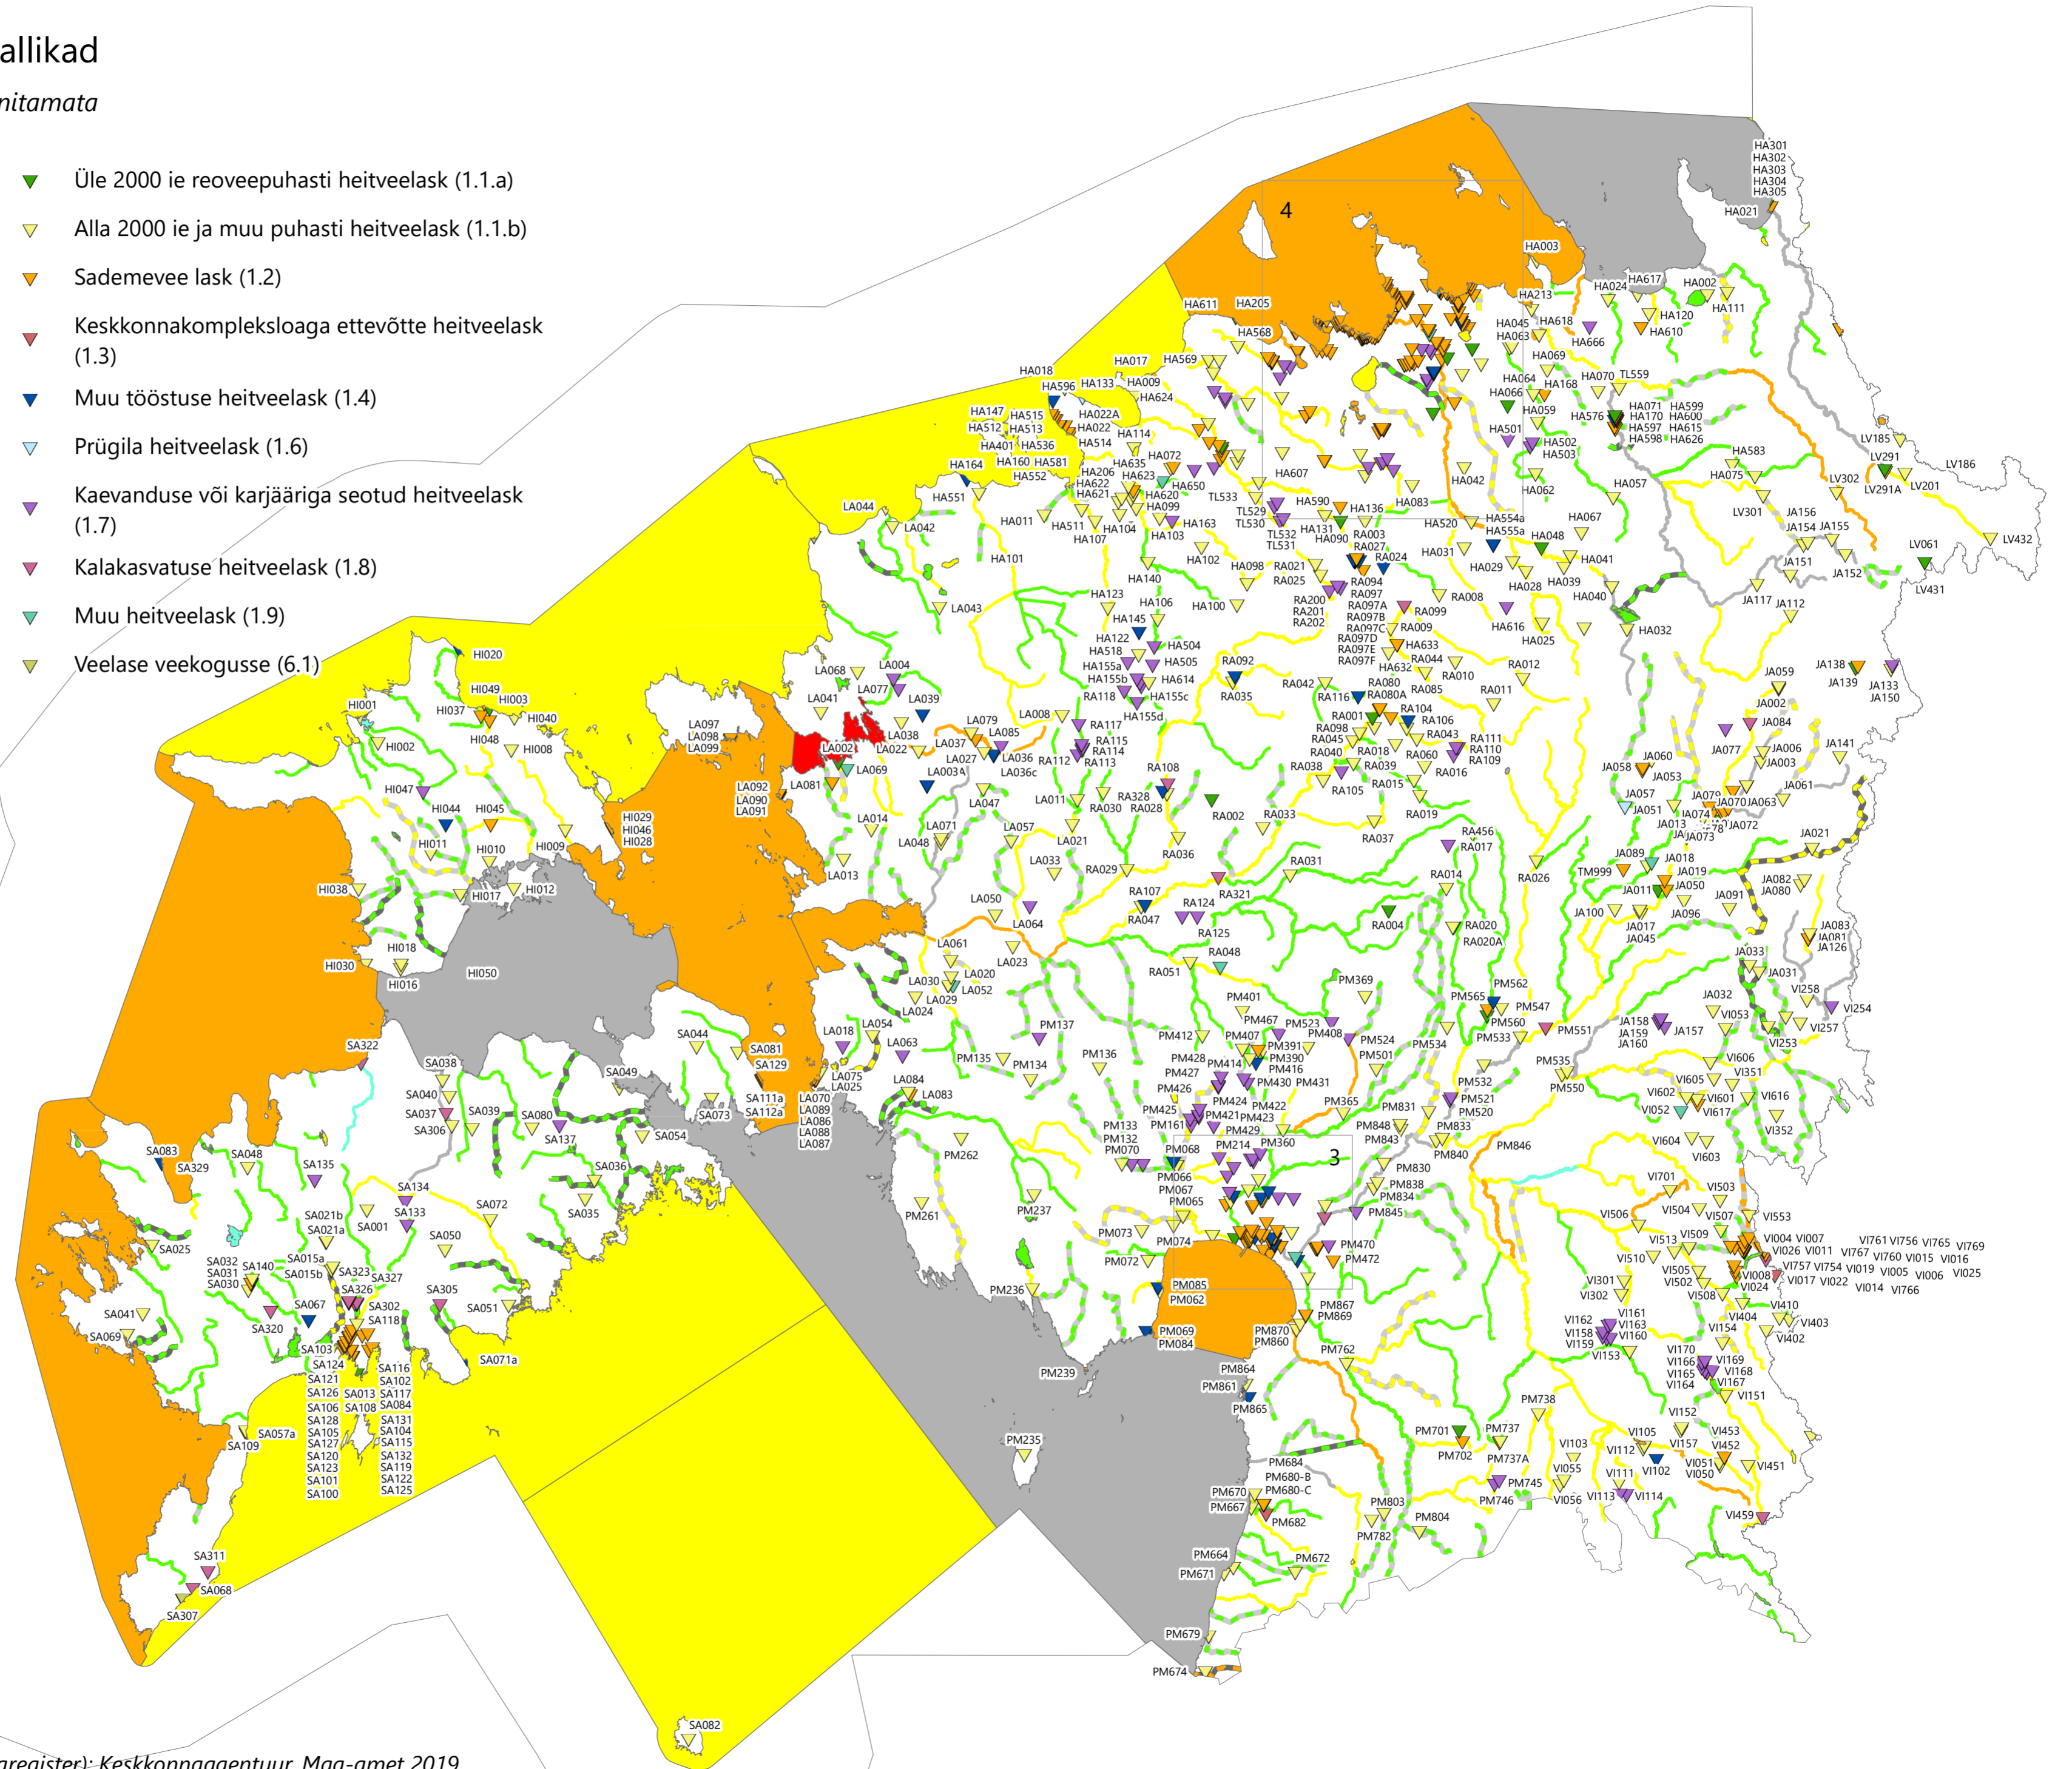 allikad
nitamata
Üle 2000 ie reoveepuhasti heitveelask (1.1.a)
Alla 2000 ie ja muu puhasti heitveelask (1.1.b)
Sademevee lask (1.2)
Keskkonnakompleksloaga ettevõtte heitveelask
(1.3)
Muu tööstuse heitveelask (1.4)
Prügila heitveelask (1.6)
Kaevanduse või karjääriga seotud heitveelask
(1.7)
Kalakasvatuse heitveelask (1.8)
Muu heitveelask (1.9)
Veelase veekogusse (6.1)
4
3
HA301
HA302
HA303
HA304
HA305
HA021
HA003
HA617
HA024
HA002
HA111
HA120
HA610
HA213
HA618
HA045
HA063
HA666
HA069
HA064
HA066
HA168
HA059
HA070
TL559
HA576
HA071
HA170
HA597
HA598
HA599
HA600
HA615
HA626
HA501
HA502
HA503
HA062
HA057
HA583
HA075
LV185
LV291
LV291A
LV201
LV186
LV302
LV301
LV432
LV061
LV431
HA611
HA205
HA568
HA569
HA017
HA018
HA596
HA133
HA009
HA624
HA147
HA512
HA515
HA513
HA401
HA536
HA160
HA581
HA552
HA022A
HA022
HA514
HA114
HA164
HA551
HA206
HA635
HA072
HA622
HA623
HA621
HA620
HA650
HA099
HA163
HA011
HA511
HA107
HA104
HA103
HA102
HA101
HA607
TL533
TL529
TL530
TL532
TL531
HA590
HA131
HA090
HA136
HA083
HA042
HA520
HA554a
HA555a
HA048
HA067
HA031
HA029
HA028
HA041
HA039
HA040
HA032
HA616
HA025
JA156
JA154
JA155
JA151
JA152
JA117
JA112
LA044
LA042
LA043
HA140
HA098
HA123
HA106
HA100
HA145
HA122
HA518
HA504
HA505
HA155a
HA155b
HA614
RA118
HA155c
HA155d
RA003
RA027
RA024
RA021
RA025
RA094
RA097
RA200
RA201
RA202
RA097A
RA097B
RA097C
RA097D
RA097E
RA097F
RA099
RA009
RA008
HA633
HA632
RA044
RA010
RA012
RA011
RA092
RA035
RA042
RA116
RA080
RA080A
RA085
RA001
RA104
RA106
RA098
RA045
RA040
RA043
RA018
RA060
RA038
RA039
RA105
RA015
RA016
RA111
RA110
RA109
RA019
RA037
RA117
RA115
RA114
RA113
RA112
RA108
RA328
RA028
RA030
RA002
RA033
RA036
RA029
RA031
RA321
RA107
RA047
RA124
RA125
RA048
RA051
RA456
RA017
RA014
RA004
RA020
RA020A
RA026
HI020
HI049
HI003
HI037
HI040
HI048
HI008
HI001
HI002
HI047
HI044
HI045
HI011
HI010
HI009
HI029
HI046
HI028
HI038
HI017
HI012
HI018
HI030
HI016
HI050
LA068
LA004
LA077
LA041
LA039
LA097
LA098
LA099
LA002
LA038
LA022
LA079
LA008
LA037
LA085
LA027
LA036
LA036c
LA003A
LA069
LA081
LA092
LA090
LA091
LA047
LA011
LA014
LA071
LA048
LA057
LA021
LA033
LA013
LA050
LA064
LA061
LA023
LA020
LA030
LA052
LA029
LA024
LA018
LA054
LA063
LA075
LA025
LA084
LA083
LA070
LA089
LA086
LA088
LA087
SA322
SA044
SA081
SA129
SA038
SA049
SA040
SA037
SA039
SA306
SA080
SA137
SA054
SA073
SA111a
SA112a
SA083
SA329
SA048
SA135
SA036
SA035
SA134
SA133
SA021b
SA021a
SA001
SA072
SA050
SA025
SA032
SA031
SA030
SA140
SA015a
SA015b
SA323
SA327
SA326
SA302
SA118
SA305
SA051
SA041
SA069
SA320
SA067
SA103
SA071a
SA124
SA121
SA126
SA106
SA128
SA105
SA127
SA120
SA123
SA101
SA100
SA013
SA108
SA116
SA102
SA117
SA084
SA131
SA104
SA115
SA132
SA119
SA122
SA125
SA057a
SA109
SA311
SA068
SA307
SA082
PM137
PM135
PM134
PM136
PM262
PM261
PM237
PM236
PM239
PM235
PM369
PM401
PM467
PM412
PM407
PM523
PM408
PM524
PM391
PM390
PM416
PM428
PM427
PM414
PM426
PM430
PM431
PM501
PM424
PM422
PM423
PM425
PM421
PM161
PM429
PM365
PM133
PM132
PM070
PM068
PM066
PM067
PM065
PM214
PM360
PM073
PM074
PM072
PM085
PM062
PM069
PM084
PM565
PM562
PM560
PM547
PM533
PM551
PM534
PM535
PM550
PM532
PM521
PM520
PM831
PM848
PM843
PM833
PM840
PM830
PM838
PM834
PM845
PM846
PM470
PM472
PM867
PM869
PM870
PM860
PM762
PM864
PM861
PM865
PM738
PM701
PM702
PM737
PM737A
PM745
PM746
PM684
PM680-B
PM680-C
PM670
PM667
PM682
PM803
PM782
PM804
PM664
PM671
PM672
PM679
PM674
JA138
JA139
JA133
JA150
JA059
JA002
JA084
JA077
JA006
JA003
JA141
JA060
JA058
JA053
JA057
JA051
JA079
JA070
JA063
JA061
JA074
JA013
JA072
JA073
JA021
JA089
TM999
JA018
JA019
JA011
JA050
JA096
JA091
JA082
JA080
JA100
JA017
JA045
JA083
JA081
JA126
JA033
JA031
JA032
JA158
JA159
JA160
JA157
VI258
VI254
VI257
VI053
VI253
VI606
VI351
VI605
VI602
VI601
VI617
VI052
VI616
VI352
VI604
VI603
VI701
VI503
VI504
VI506
VI507
VI553
VI509
VI513
VI510
VI505
VI502
VI301
VI302
VI508
VI004 VI007
VI026 VI011
VI761 VI756 VI765 VI769
VI767 VI760 VI015 VI016
VI757 VI754 VI019 VI005 VI006 VI025
VI017 VI022 VI014 VI766
VI008
VI024
VI410
VI404
VI403
VI402
VI154
VI161
VI162
VI163
VI158
VI160
VI159
VI153
VI170
VI169
VI166
VI168
VI165
VI167
VI164
VI151
VI152
VI453
VI157
VI452
VI051
VI050
VI451
VI103
VI105
VI112
VI102
VI055
VI056
VI111
VI113
VI114
VI459
aregister); Keskkonnaagentuur, Maa-amet 2019